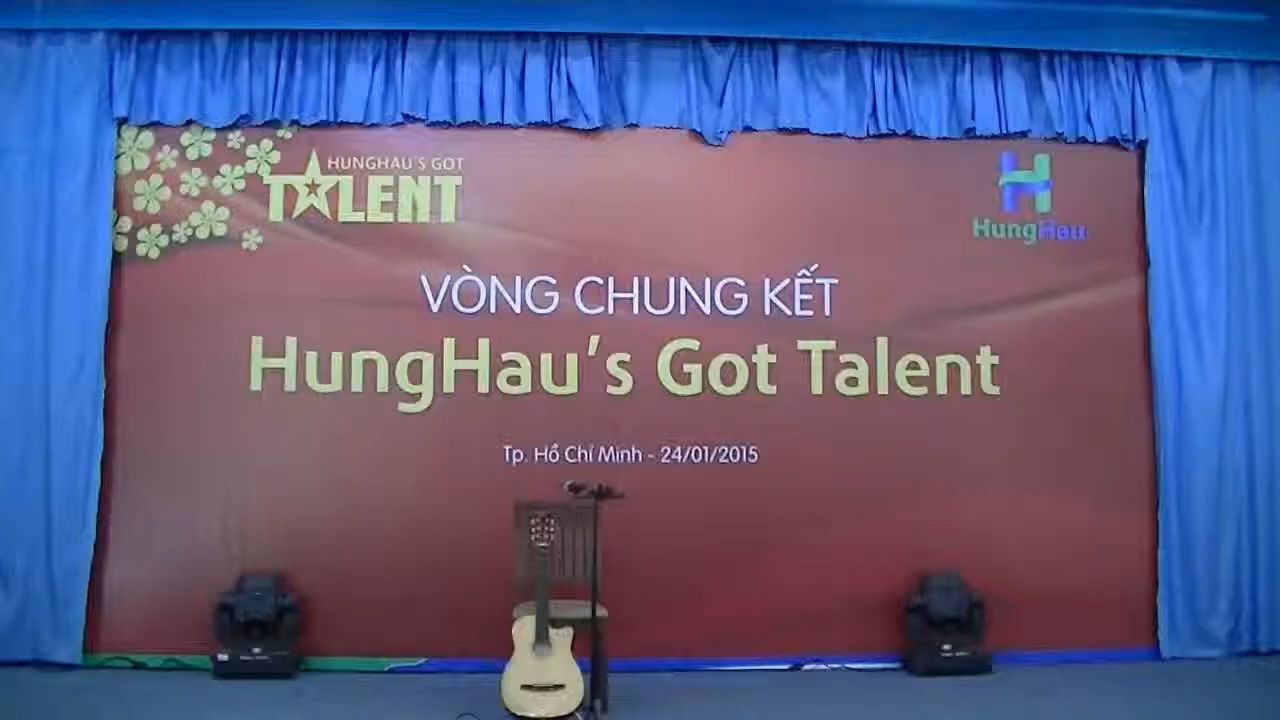 HUNGHAU'S GOT
TALENT
HungHau
VÒNG CHUNG KẾT
HungHau's Got Talent
Tp. Hồ Chí Minh - 24/01/2015